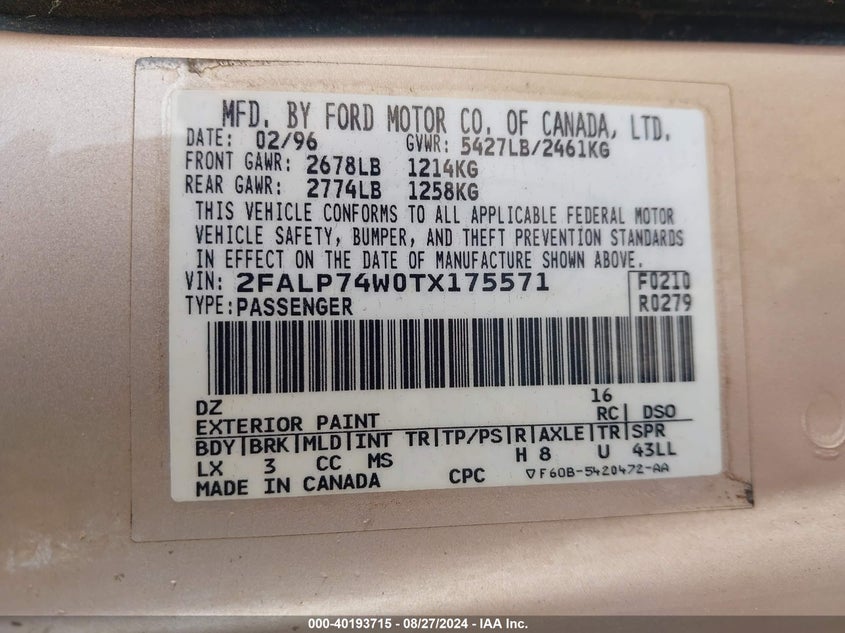 MFD. BY FORD MOTOR CO. OF CANADA, LTD.
DATE: 02/96 GVWR: 5427LB/2461KG
FRONT GAWR: 2678LB 1214KG
REAR GAWR: 2774LB 1258KG
THIS VEHICLE CONFORMS TO ALL APPLICABLE FEDERAL MOTOR
VEHICLE SAFETY, BUMPER, AND THEFT PREVENTION STANDARDS
IN EFFECT ON THE DATE OF MANUFACTURE SHOWN ABOVE.
VIN: 2FALP74W0TX175571 F0210
TYPE: PASSENGER R0279
DZ 16
EXTERIOR PAINT RC DSO
BDY BRK MLD INT TR TP/PS R AXLE TR SPR
LX 3 CC MS H 8 U 43LL
MADE IN CANADA CPC ▽F60B-5420472-AA
000-40193715 - 08/27/2024 - IAA Inc.